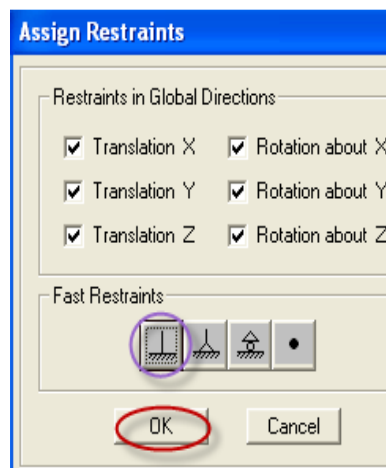 Assign Restraints
Restraints in Global Directions
Translation X Rotation about X
Translation Y Rotation about Y
Translation Z Rotation about Z
Fast Restraints
OK Cancel